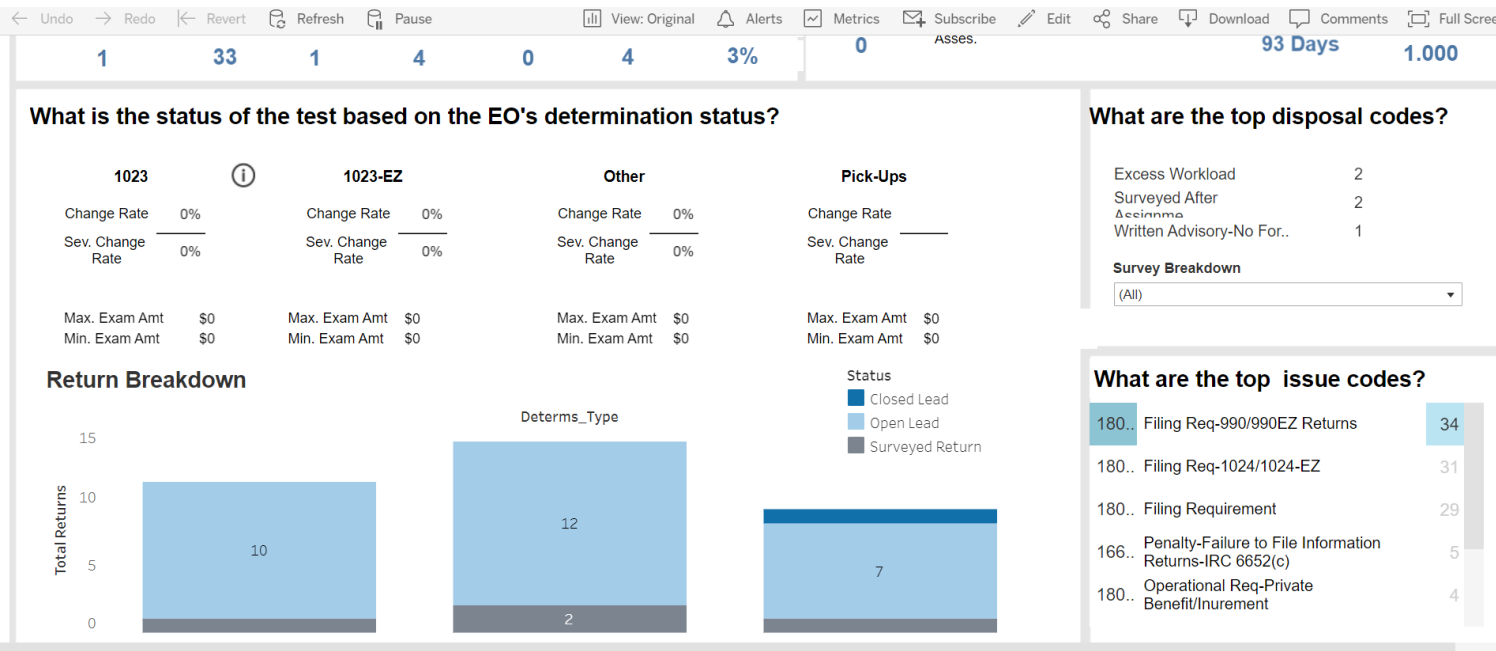 Undo Redo Revert Refresh Pause View: Original Alerts Metrics Subscribe Edit Share Download Comments Full Scree
1 33 1 4 0 4 3%
0 Asses. 93 Days 1.000
What is the status of the test based on the EO's determination status?
1023 1023-EZ Other Pick-Ups
Change Rate 0% Change Rate 0% Change Rate 0% Change Rate
Sev. Change Sev. Change Sev. Change Sev. Change
Rate 0% Rate 0% Rate 0% Rate
Max. Exam Amt $0 Max. Exam Amt $0 Max. Exam Amt $0 Max. Exam Amt $0
Min. Exam Amt $0 Min. Exam Amt $0 Min. Exam Amt $0 Min. Exam Amt $0
Return Breakdown
Determs_Type
Status
Closed Lead
Open Lead
Surveyed Return
Total Returns
15
10
5
0
10
12
2
7
What are the top disposal codes?
Excess Workload 2
Surveyed After 2
Assignme
Written Advisory-No For.. 1
Survey Breakdown
(All)
What are the top issue codes?
180.. Filing Req-990/990EZ Returns 34
180.. Filing Req-1024/1024-EZ 31
180.. Filing Requirement 29
166.. Penalty-Failure to File Information 5
Returns-IRC 6652(c)
180.. Operational Req-Private 4
Benefit/Inurement